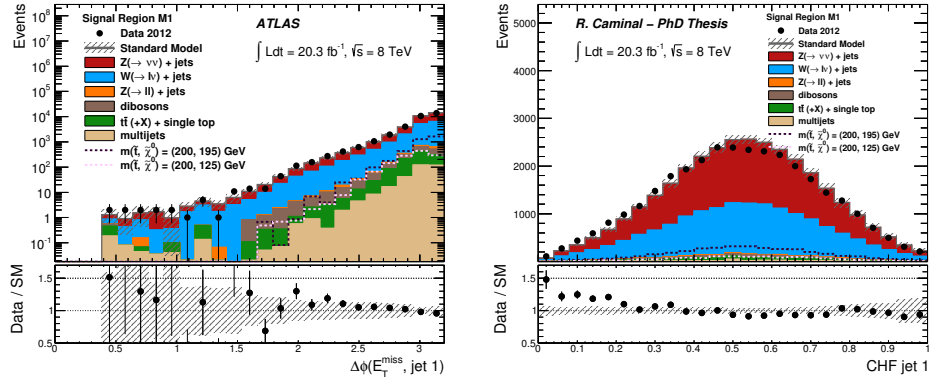 Events
10⁸
10⁷
10⁶
10⁵
10⁴
10³
10²
10
1
10⁻¹
Signal Region M1
Data 2012
Standard Model
Z(→ νν) + jets
W(→ lν) + jets
Z(→ ll) + jets
dibosons
tt̄ (+X) + single top
multijets
m(t̃, χ̃⁰) = (200, 195) GeV
m(t̃, χ̃⁰) = (200, 125) GeV
ATLAS
∫ Ldt = 20.3 fb⁻¹, √s = 8 TeV
Data / SM
1.5
1
0.5
0 0.5 1 1.5 2 2.5 3
Δϕ(E_T^miss, jet 1)
Events
5000
4000
3000
2000
1000
R. Caminal – PhD Thesis
∫ Ldt = 20.3 fb⁻¹, √s = 8 TeV
Signal Region M1
Data 2012
Standard Model
Z(→ νν) + jets
W(→ lν) + jets
Z(→ ll) + jets
dibosons
tt̄ (+X) + single top
multijets
m(t̃, χ̃⁰) = (200, 195) GeV
m(t̃, χ̃⁰) = (200, 125) GeV
Data / SM
1.5
1
0.5
0 0.1 0.2 0.3 0.4 0.5 0.6 0.7 0.8 0.9 1
CHF jet 1